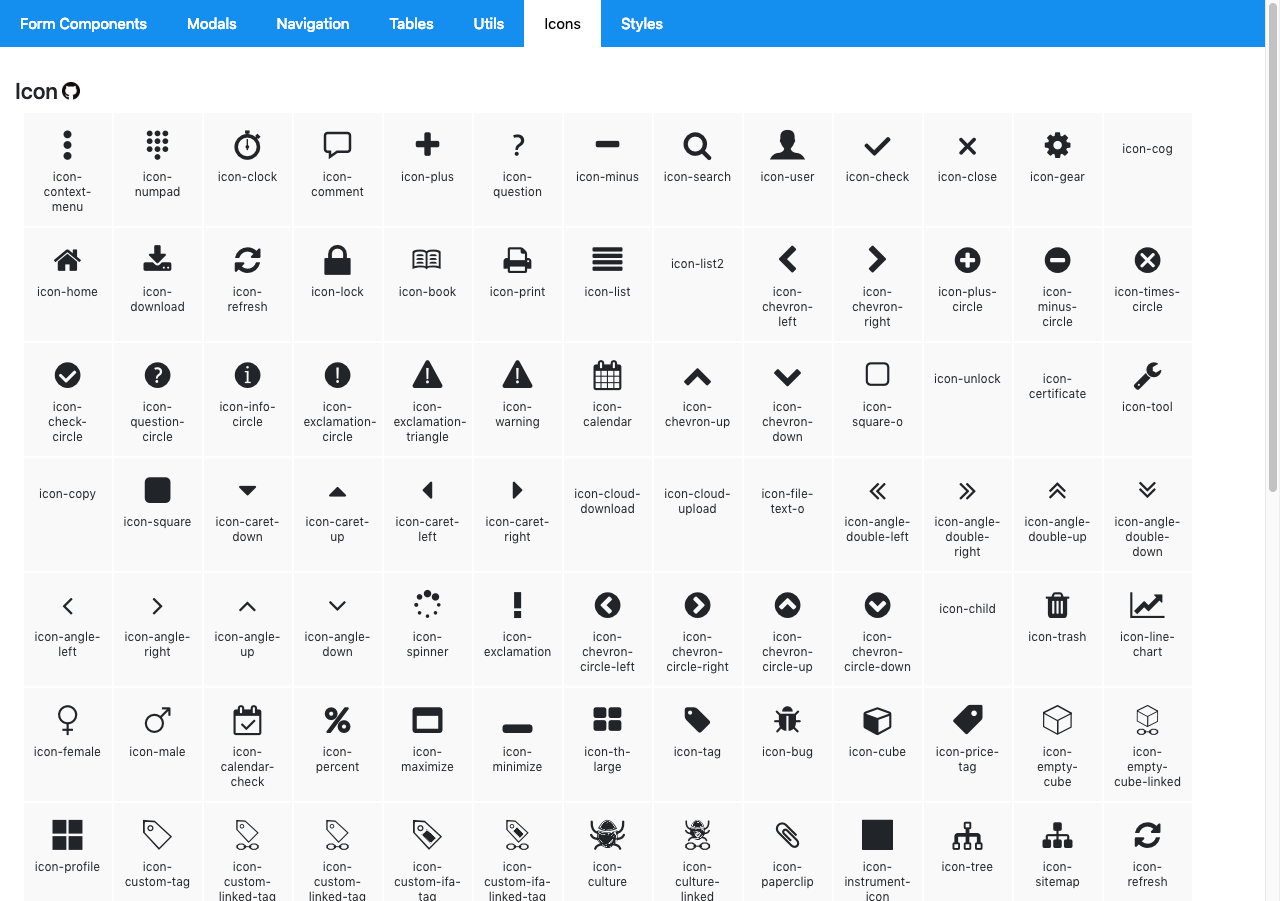 Form Components Modals Navigation Tables Utils Icons Styles
Icon
icon-context-menu icon-numpad icon-clock icon-comment icon-plus icon-question icon-minus icon-search icon-user icon-check icon-close icon-gear icon-cog
icon-home icon-download icon-refresh icon-lock icon-book icon-print icon-list icon-list2 icon-chevron-left icon-chevron-right icon-plus-circle icon-minus-circle icon-times-circle
icon-check-circle icon-question-circle icon-info-circle icon-exclamation-circle icon-exclamation-triangle icon-warning icon-calendar icon-chevron-up icon-chevron-down icon-square-o icon-unlock icon-certificate icon-tool
icon-copy icon-square icon-caret-down icon-caret-up icon-caret-left icon-caret-right icon-cloud-download icon-cloud-upload icon-file-text-o icon-angle-double-left icon-angle-double-right icon-angle-double-up icon-angle-double-down
icon-angle-left icon-angle-right icon-angle-up icon-angle-down icon-spinner icon-exclamation icon-chevron-circle-left icon-chevron-circle-right icon-chevron-circle-up icon-chevron-circle-down icon-child icon-trash icon-line-chart
icon-female icon-male icon-calendar-check icon-percent icon-maximize icon-minimize icon-th-large icon-tag icon-bug icon-cube icon-price-tag icon-empty-cube icon-empty-cube-linked
icon-profile icon-custom-tag icon-custom-linked-tag icon-custom-linked-tag icon-custom-ifa-tag icon-custom-ifa-linked-tag icon-culture icon-culture-linked icon-paperclip icon-instrument-icon icon-tree icon-sitemap icon-refresh